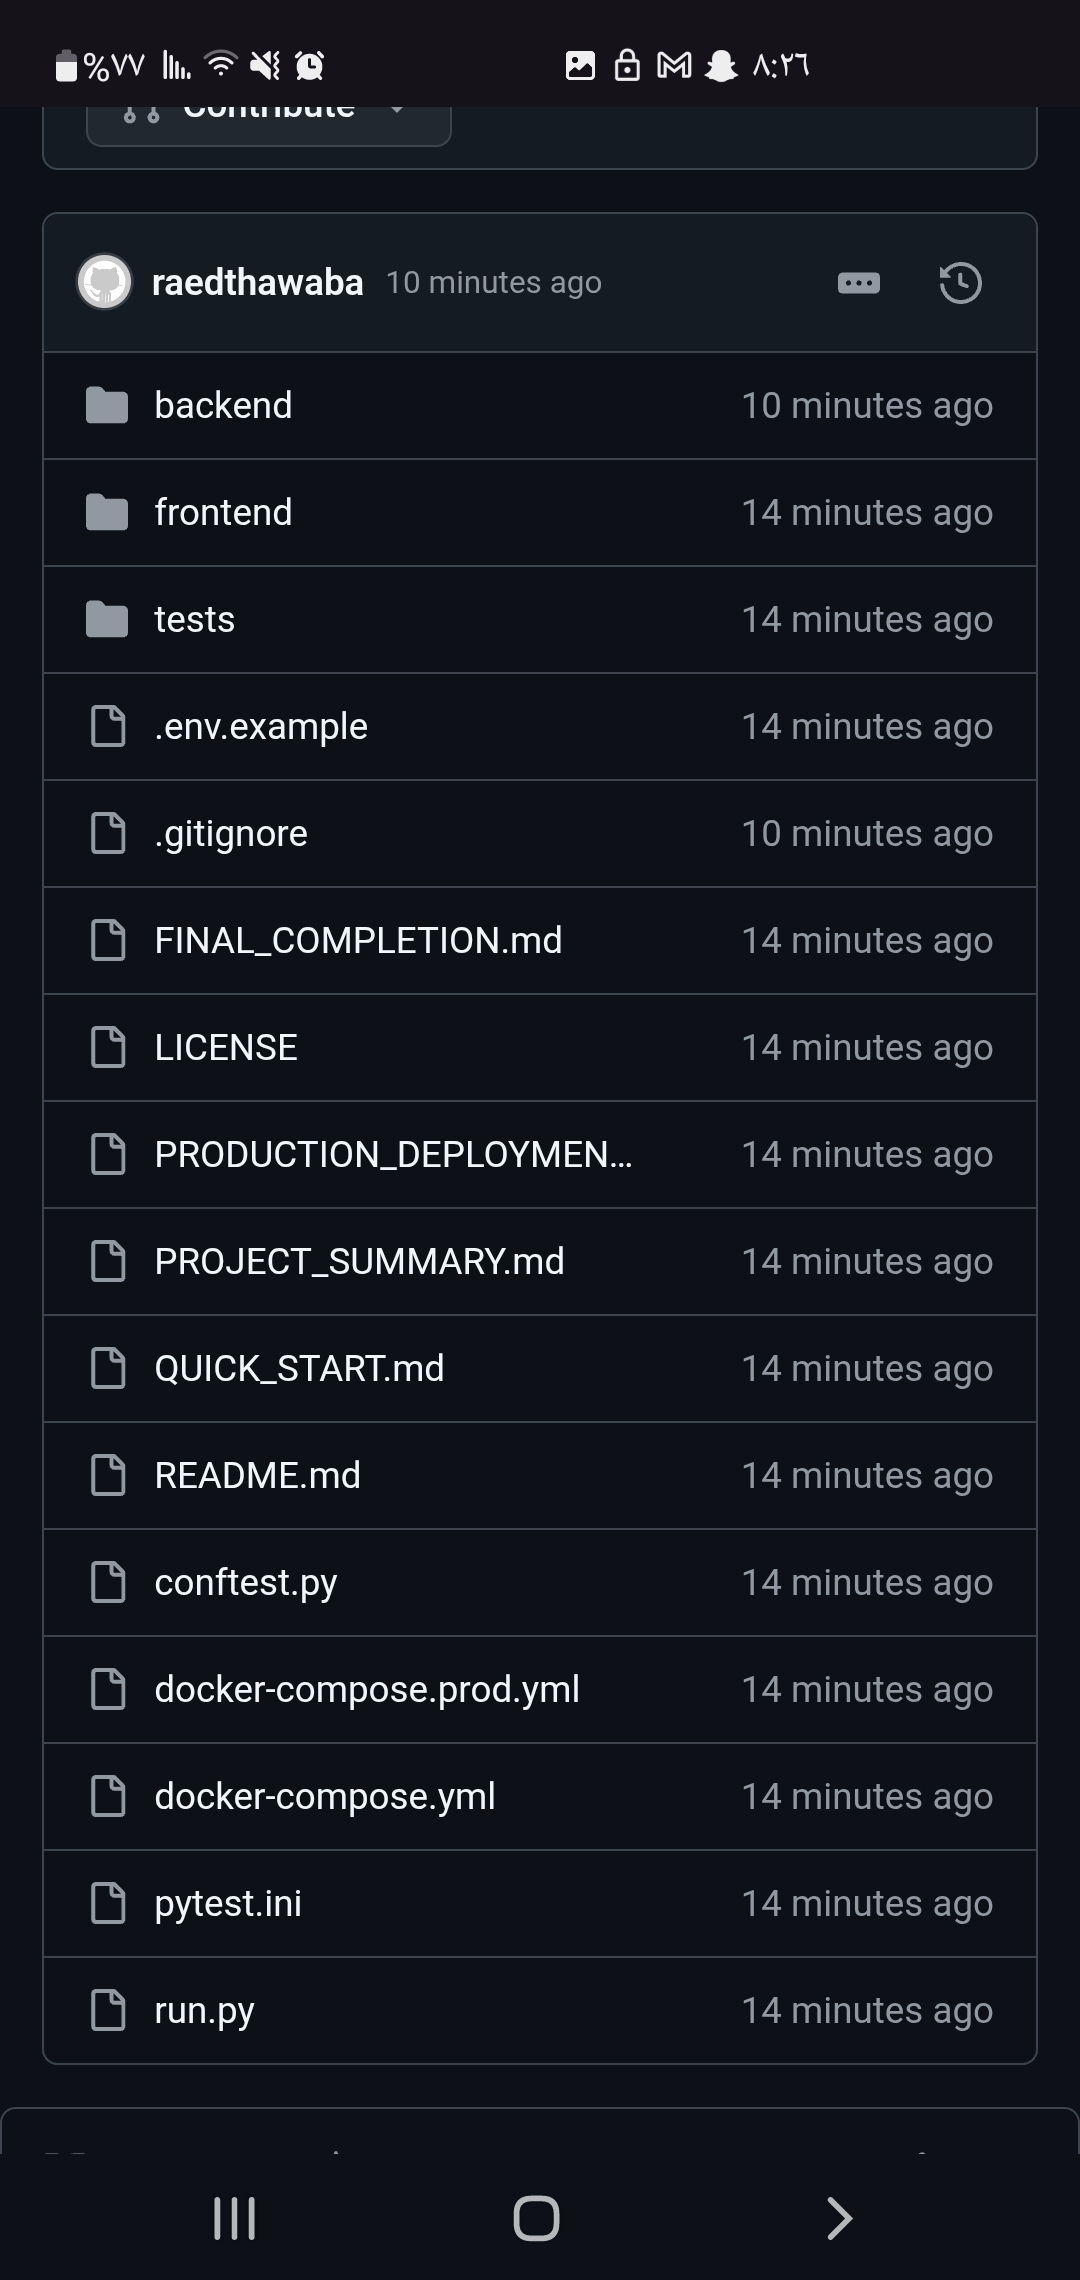 %٧٧ ٨:٢٦
Contribute
raedthawaba 10 minutes ago
backend 10 minutes ago
frontend 14 minutes ago
tests 14 minutes ago
.env.example 14 minutes ago
.gitignore 10 minutes ago
FINAL_COMPLETION.md 14 minutes ago
LICENSE 14 minutes ago
PRODUCTION_DEPLOYMEN... 14 minutes ago
PROJECT_SUMMARY.md 14 minutes ago
QUICK_START.md 14 minutes ago
README.md 14 minutes ago
conftest.py 14 minutes ago
docker-compose.prod.yml 14 minutes ago
docker-compose.yml 14 minutes ago
pytest.ini 14 minutes ago
run.py 14 minutes ago